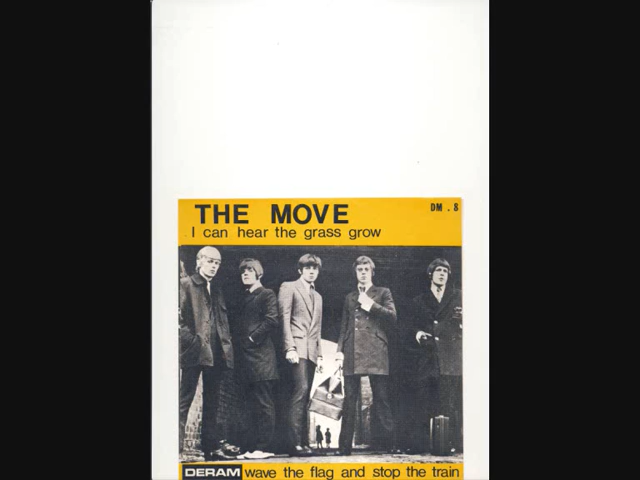 THE MOVE DM . 8
I can hear the grass grow
DERAM wave the flag and stop the train